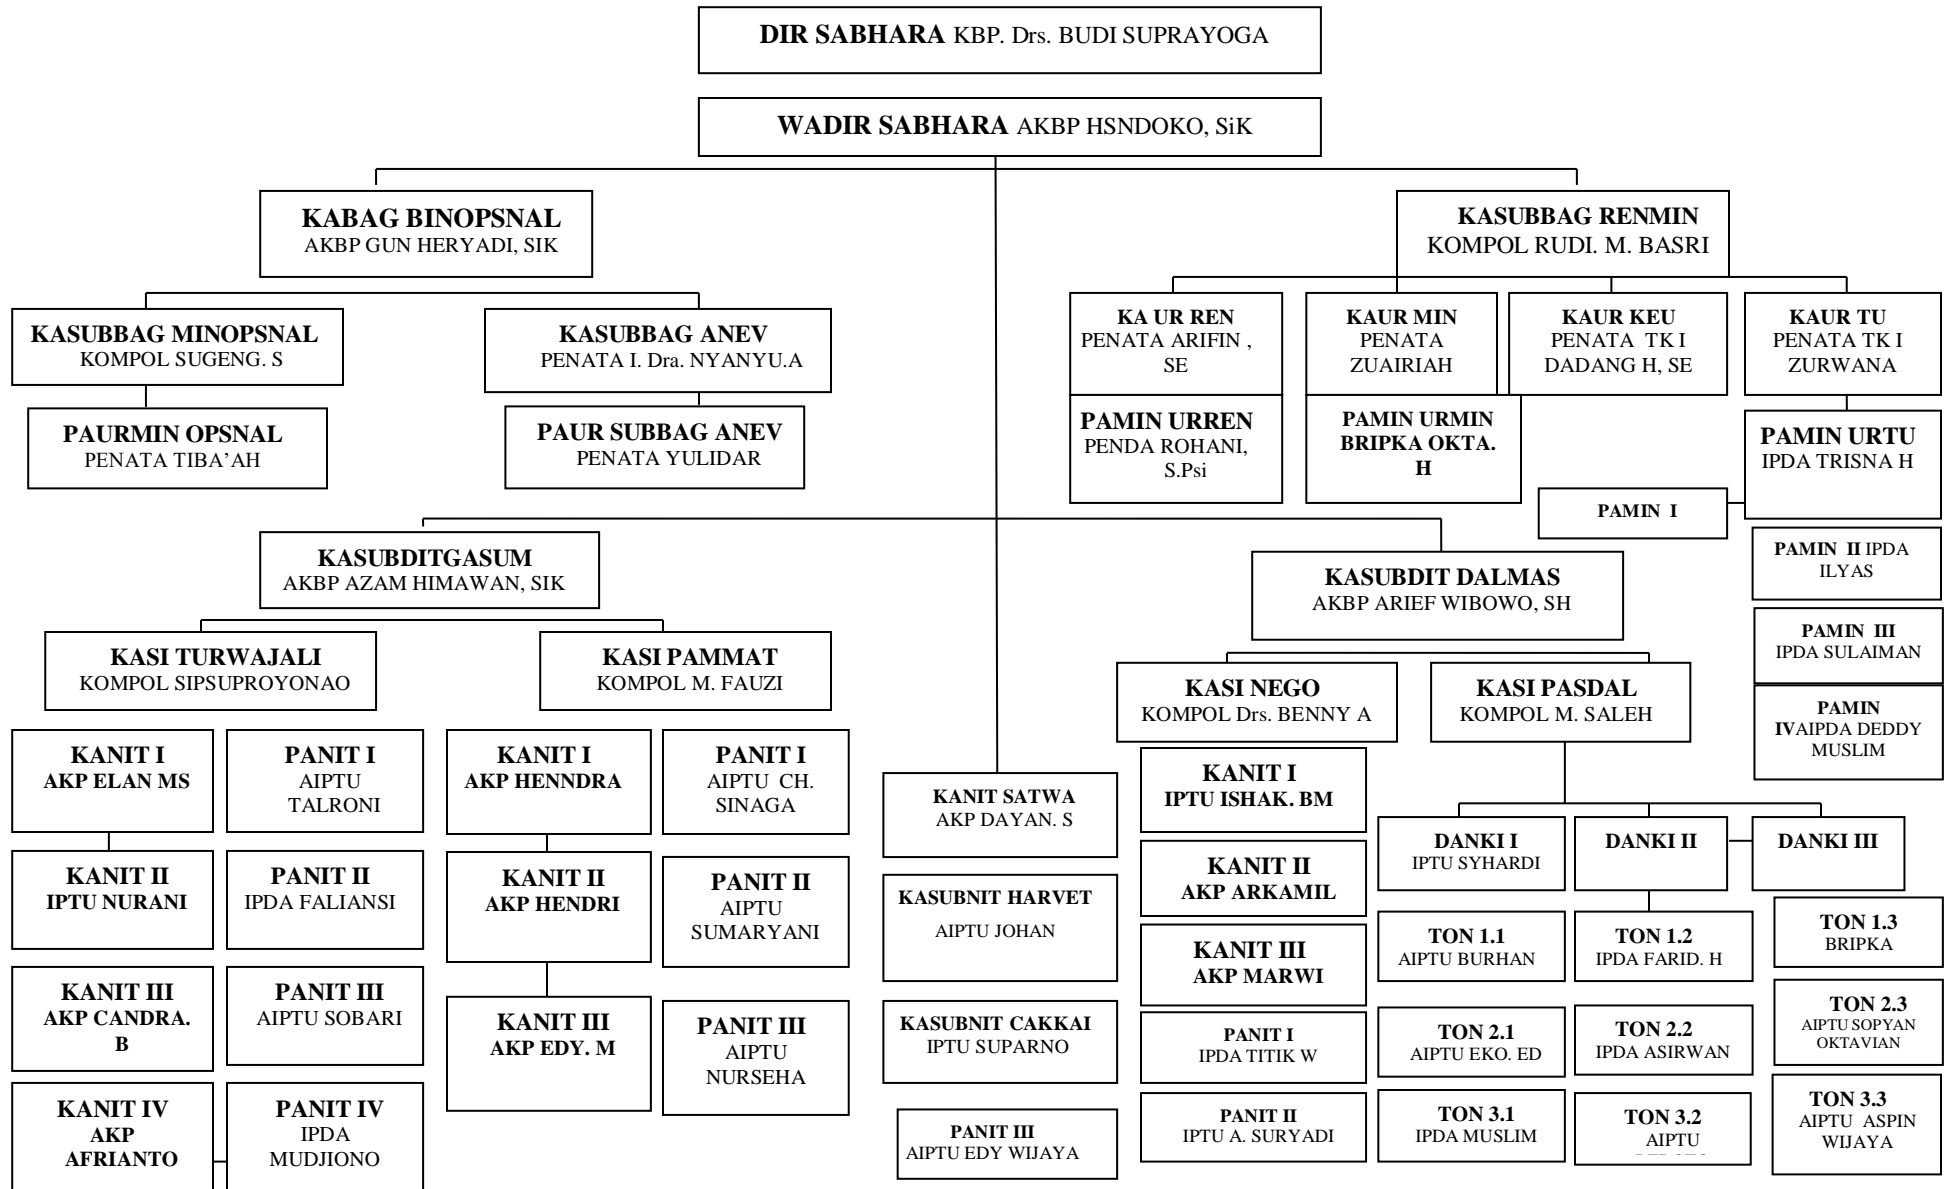 DIR SABHARA KBP. Drs. BUDI SUPRAYOGA
WADIR SABHARA AKBP HSNDOKO, SiK
KABAG BINOPSNAL
AKBP GUN HERYADI, SIK
KASUBBAG RENMIN
KOMPOL RUDI. M. BASRI
KASUBBAG MINOPSNAL
KOMPOL SUGENG. S
KASUBBAG ANEV
PENATA I. Dra. NYANYU.A
KA UR REN
PENATA ARIFIN ,
SE
KAUR MIN
PENATA
ZUAIRIAH
KAUR KEU
PENATA TK I
DADANG H, SE
KAUR TU
PENATA TK I
ZURWANA
PAURMIN OPSNAL
PENATA TIBA’AH
PAUR SUBBAG ANEV
PENATA YULIDAR
PAMIN URREN
PENDA ROHANI,
S.Psi
PAMIN URMIN
BRIPKA OKTA.
H
PAMIN URTU
IPDA TRISNA H
PAMIN I
PAMIN II IPDA
ILYAS
PAMIN III
IPDA SULAIMAN
PAMIN
IVAIPDA DEDDY
MUSLIM
KASUBDITGASUM
AKBP AZAM HIMAWAN, SIK
KASUBDIT DALMAS
AKBP ARIEF WIBOWO, SH
KASI TURWAJALI
KOMPOL SIPSUPROYONAO
KASI PAMMAT
KOMPOL M. FAUZI
KASI NEGO
KOMPOL Drs. BENNY A
KASI PASDAL
KOMPOL M. SALEH
KANIT I
AKP ELAN MS
PANIT I
AIPTU
TALRONI
KANIT I
AKP HENNDRA
PANIT I
AIPTU CH.
SINAGA
KANIT II
IPTU NURANI
PANIT II
IPDA FALIANSI
KANIT II
AKP HENDRI
PANIT II
AIPTU
SUMARYANI
KANIT III
AKP CANDRA.
B
PANIT III
AIPTU SOBARI
KANIT III
AKP EDY. M
PANIT III
AIPTU
NURSEHA
KANIT IV
AKP
AFRIANTO
PANIT IV
IPDA
MUDJIONO
KANIT SATWA
AKP DAYAN. S
KASUBNIT HARVET
AIPTU JOHAN
KASUBNIT CAKKAI
IPTU SUPARNO
PANIT III
AIPTU EDY WIJAYA
KANIT I
IPTU ISHAK. BM
KANIT II
AKP ARKAMIL
KANIT III
AKP MARWI
PANIT I
IPDA TITIK W
PANIT II
IPTU A. SURYADI
DANKI I
IPTU SYHARDI
DANKI II
DANKI III
TON 1.1
AIPTU BURHAN
TON 1.2
IPDA FARID. H
TON 1.3
BRIPKA
TON 2.1
AIPTU EKO. ED
TON 2.2
IPDA ASIRWAN
TON 2.3
AIPTU SOPYAN
OKTAVIAN
TON 3.1
IPDA MUSLIM
TON 3.2
AIPTU
TON 3.3
AIPTU ASPIN
WIJAYA